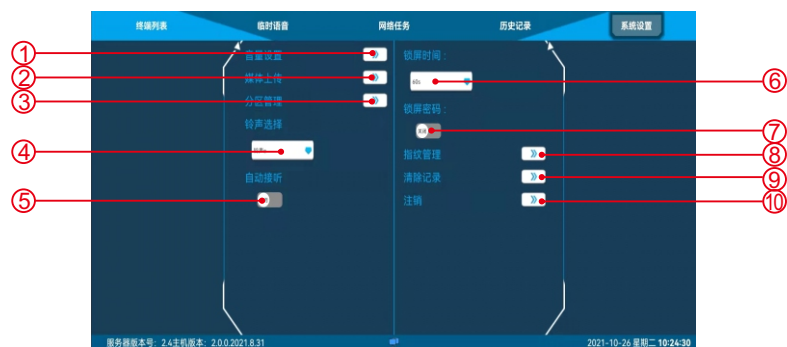 终端列表 临时语音 网络任务 历史记录 系统设置
① 音量设置
② 媒体上传
③ 分区管理
铃声选择
④
自动接听
⑤
锁屏时间:
60s ⑥
锁屏密码:
关闭 ⑦
指纹管理 ⑧
清除记录 ⑨
注销 ⑩
服务器版本号: 2.4主机版本: 2.0.0.2021.8.31 2021-10-26 星期二 10:24:30